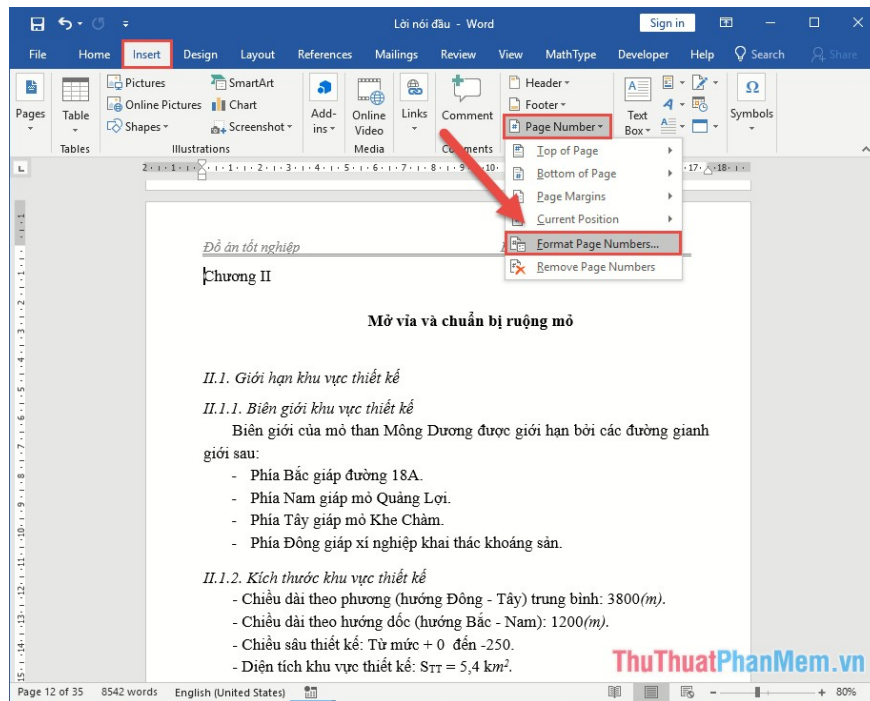 Lời nói đầu - Word
Sign in
File Home Insert Design Layout References Mailings Review View MathType Developer Help Search Share
Pages
Table
Tables
Pictures
Online Pictures
Shapes
SmartArt
Chart
Screenshot
Illustrations
Add-
ins
Online
Video
Media
Links
Comment
Header
Footer
Page Number
Text
Box
Symbols
Top of Page
Bottom of Page
Page Margins
Current Position
Format Page Numbers...
Remove Page Numbers
Đồ án tốt nghiệp
Chương II
Mở vỉa và chuẩn bị ruộng mỏ
II.1. Giới hạn khu vực thiết kế
II.1.1. Biên giới khu vực thiết kế
Biên giới của mỏ than Mông Dương được giới hạn bởi các đường gianh
giới sau:
- Phía Bắc giáp đường 18A.
- Phía Nam giáp mỏ Quảng Lợi.
- Phía Tây giáp mỏ Khe Chàm.
- Phía Đông giáp xí nghiệp khai thác khoáng sản.
II.1.2. Kích thước khu vực thiết kế
- Chiều dài theo phương (hướng Đông - Tây) trung bình: 3800(m).
- Chiều dài theo hướng dốc (hướng Bắc - Nam): 1200(m).
- Chiều sâu thiết kế: Từ mức + 0 đến -250.
- Diện tích khu vực thiết kế: STT = 5,4 km².
ThuThuatPhanMem.vn
Page 12 of 35 8542 words English (United States) 80%